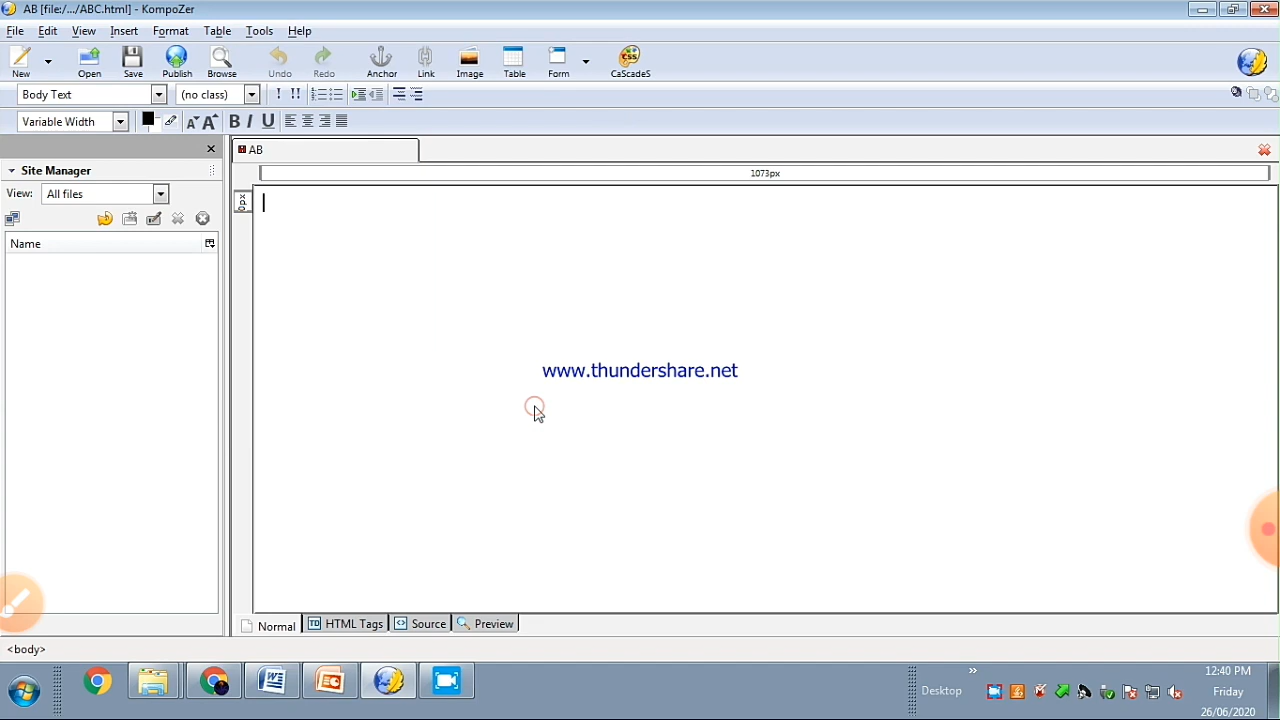 AB [file:/.../ABC.html] - KompoZer
File Edit View Insert Format Table Tools Help
New Open Save Publish Browse Undo Redo Anchor Link Image Table Form CaScadeS
Body Text (no class) ! !!
Variable Width A A B I U
AB
Site Manager
1073px
View: All files
0px
Name
www.thundershare.net
Normal HTML Tags Source Preview
<body>
12:40 PM
Desktop Friday
26/06/2020